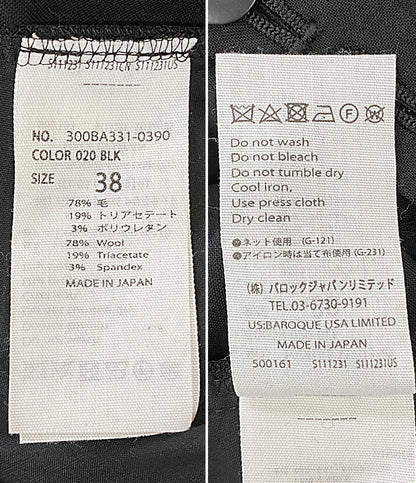 S111231 S111231CN S111231US
NO. 300BA331-0390
COLOR 020 BLK
SIZE 38
78% 毛
19% トリアセテート
3% ポリウレタン
78% Wool
19% Triacetate
3% Spandex
MADE IN JAPAN
F W
Do not wash
Do not bleach
Do not tumble dry
Cool iron,
Use press cloth
Dry clean
●ネット使用 (G-121)
●アイロン時は当て布使用 (G-231)
(株) バロックジャパンリミテッド
TEL.03-6730-9191
US:BAROQUE USA LIMITED
MADE IN JAPAN
500161 S111231 S111231US